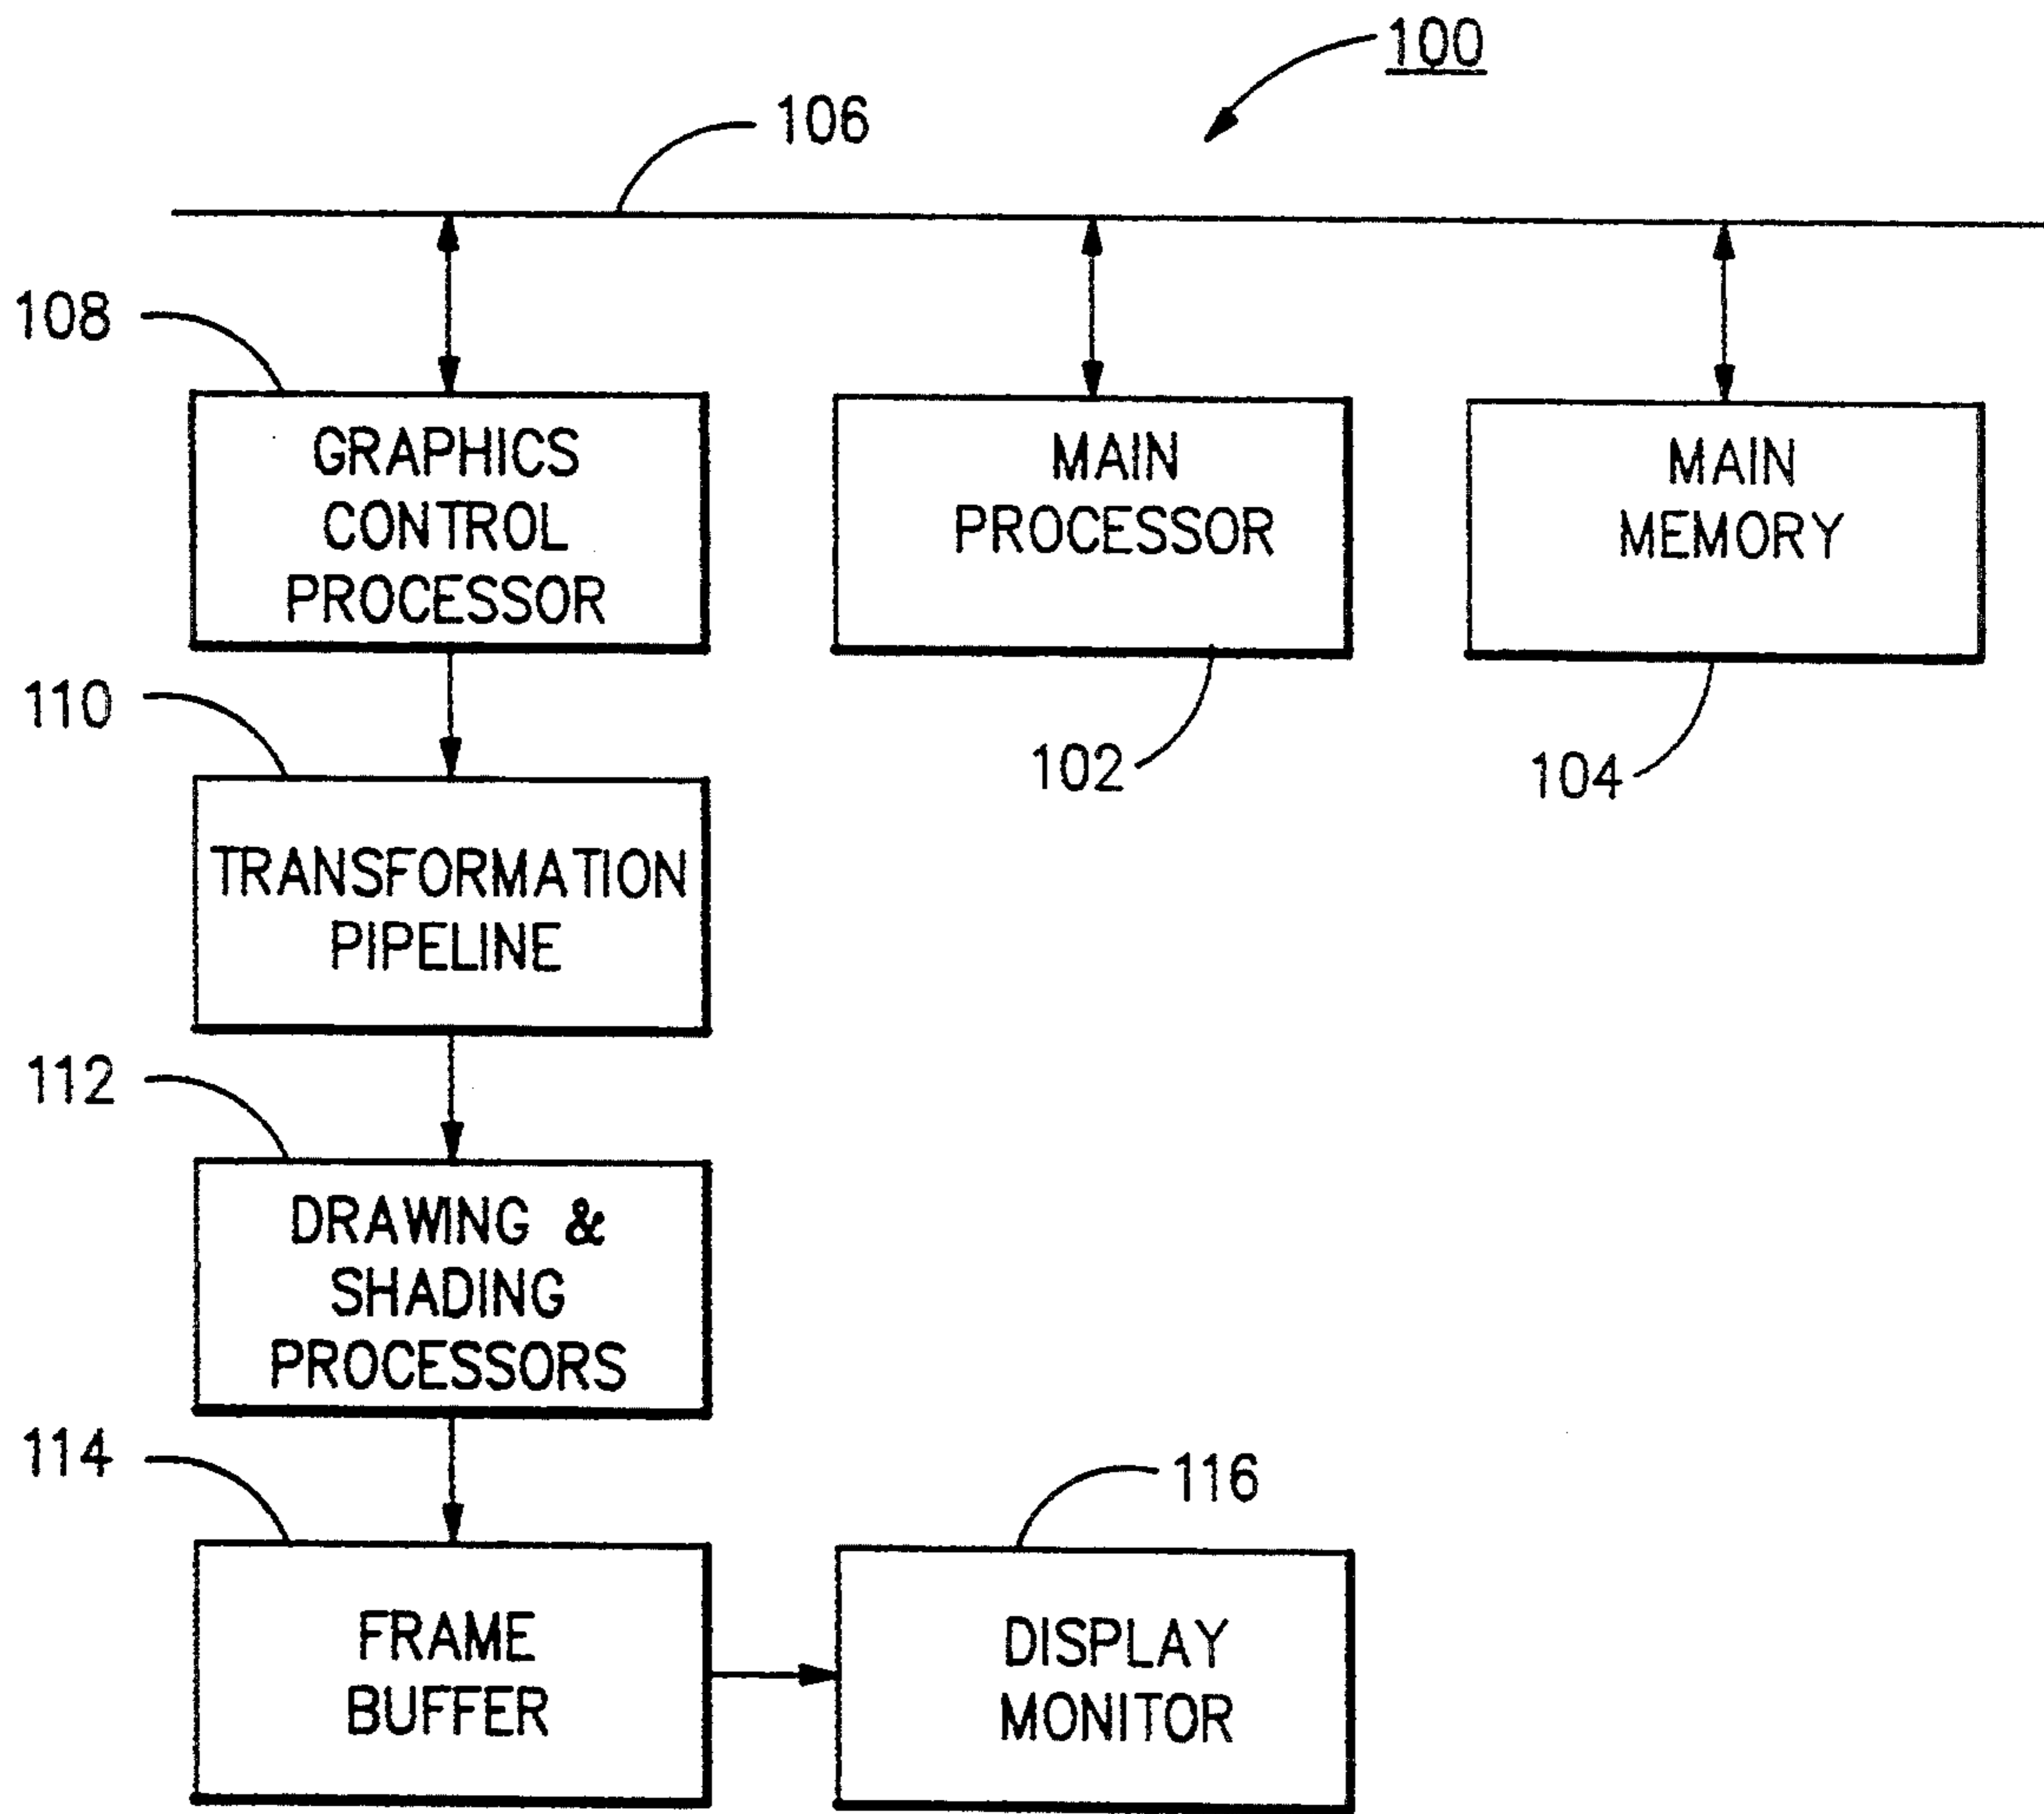 100
106
108
GRAPHICS
CONTROL
PROCESSOR
MAIN
PROCESSOR
MAIN
MEMORY
110
102
104
TRANSFORMATION
PIPELINE
112
DRAWING &
SHADING
PROCESSORS
114
116
FRAME
BUFFER
DISPLAY
MONITOR